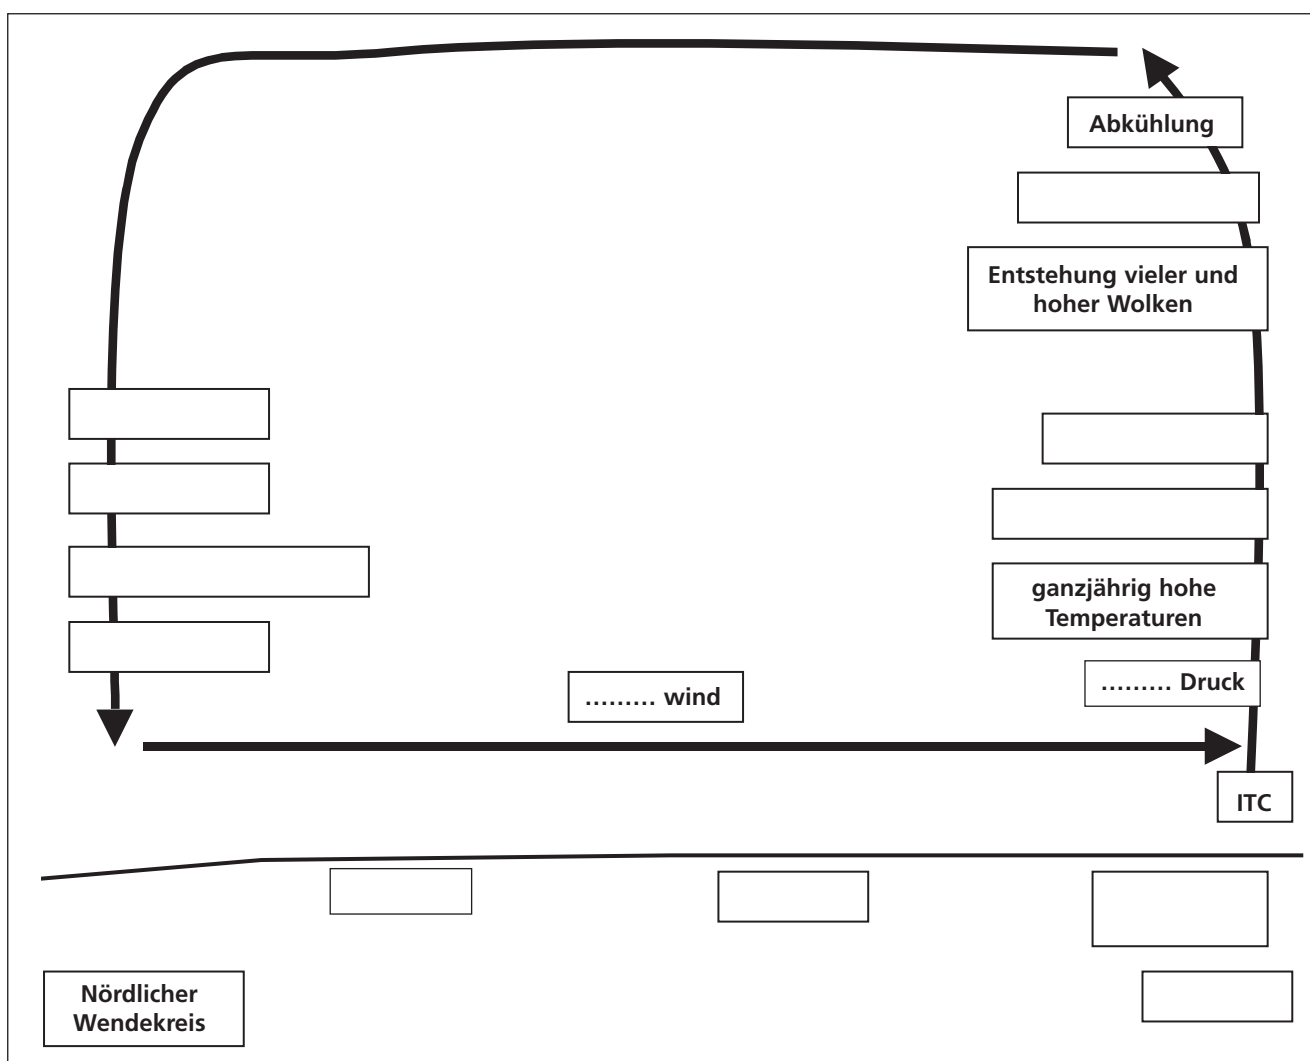 Abkühlung
Entstehung vieler und
hoher Wolken
ganzjährig hohe
Temperaturen
......... Druck
......... wind
ITC
Nördlicher
Wendekreis